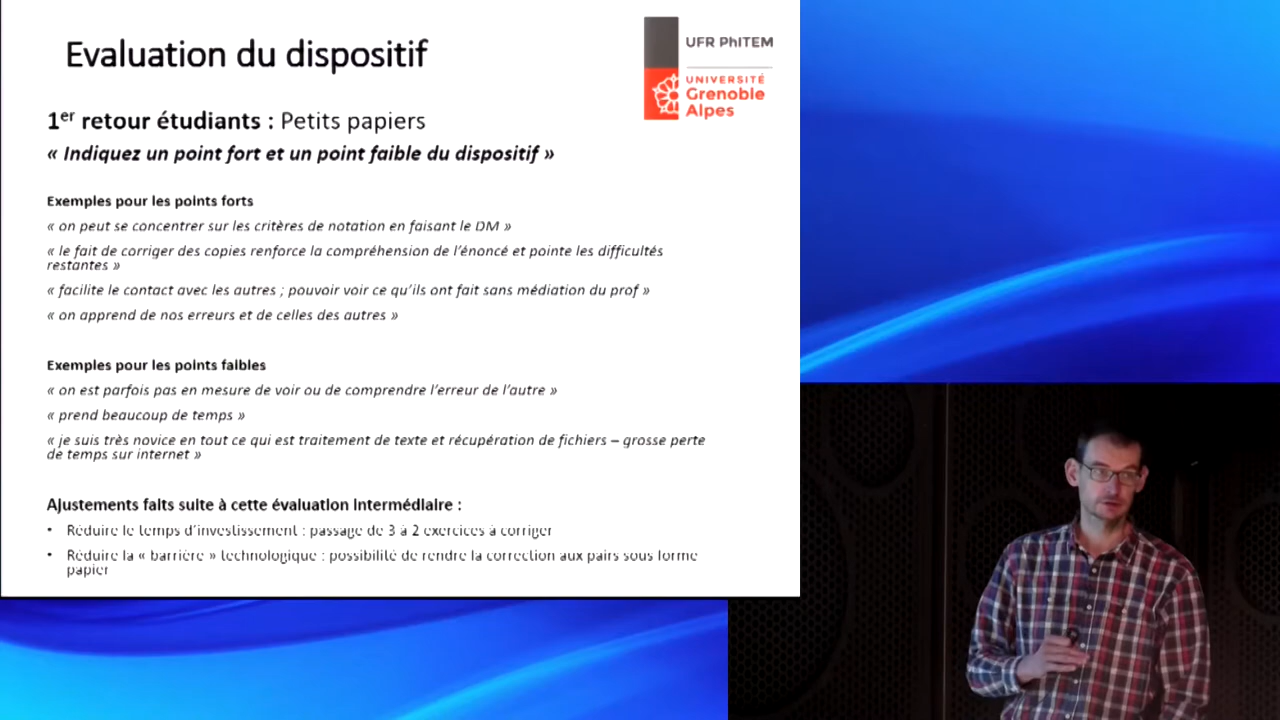 Evaluation du dispositif
UFR PhITEM
UNIVERSITÉ
Grenoble
Alpes
1er retour étudiants : Petits papiers
« Indiquez un point fort et un point faible du dispositif »
Exemples pour les points forts
« on peut se concentrer sur les critères de notation en faisant le DM »
« le fait de corriger des copies renforce la compréhension de l’énoncé et pointe les difficultés
restantes »
« facilite le contact avec les autres ; pouvoir voir ce qu’ils ont fait sans médiation du prof »
« on apprend de nos erreurs et de celles des autres »
Exemples pour les points faibles
« on est parfois pas en mesure de voir ou de comprendre l’erreur de l’autre »
« prend beaucoup de temps »
« je suis très novice en tout ce qui est traitement de texte et récupération de fichiers – grosse perte
de temps sur internet »
Ajustements faits suite à cette évaluation intermédiaire :
• Réduire le temps d’investissement : passage de 3 à 2 exercices à corriger
• Réduire la « barrière » technologique : possibilité de rendre la correction aux pairs sous forme
papier